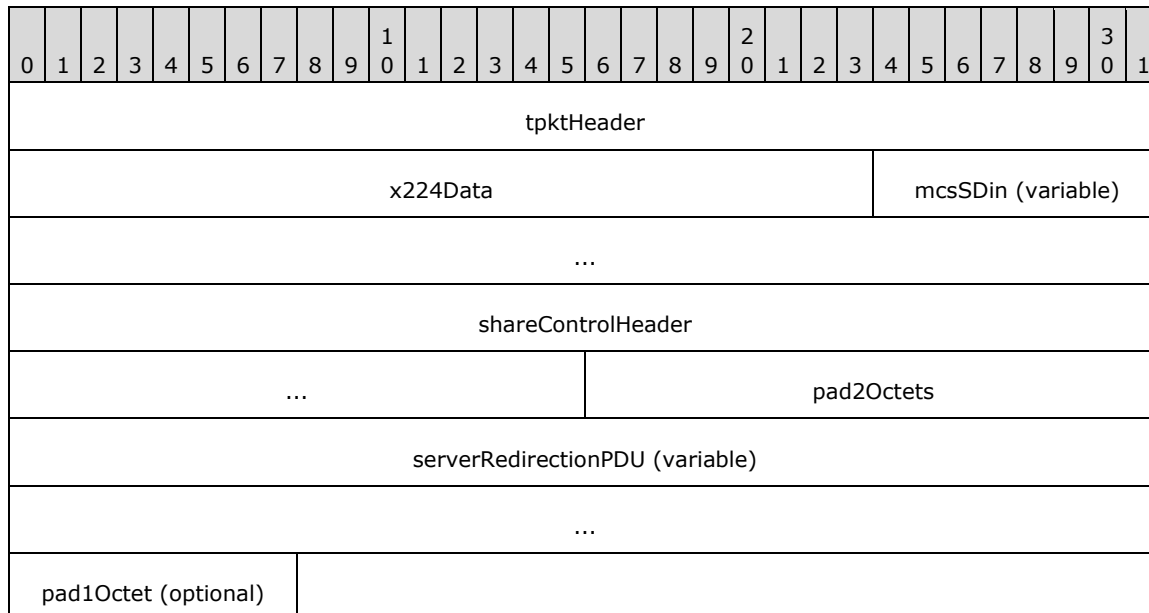 1 2 3
0 1 2 3 4 5 6 7 8 9 0 1 2 3 4 5 6 7 8 9 0 1 2 3 4 5 6 7 8 9 0 1
tpktHeader
x224Data mcsSDin (variable)
...
shareControlHeader
... pad2Octets
serverRedirectionPDU (variable)
...
pad1Octet (optional)